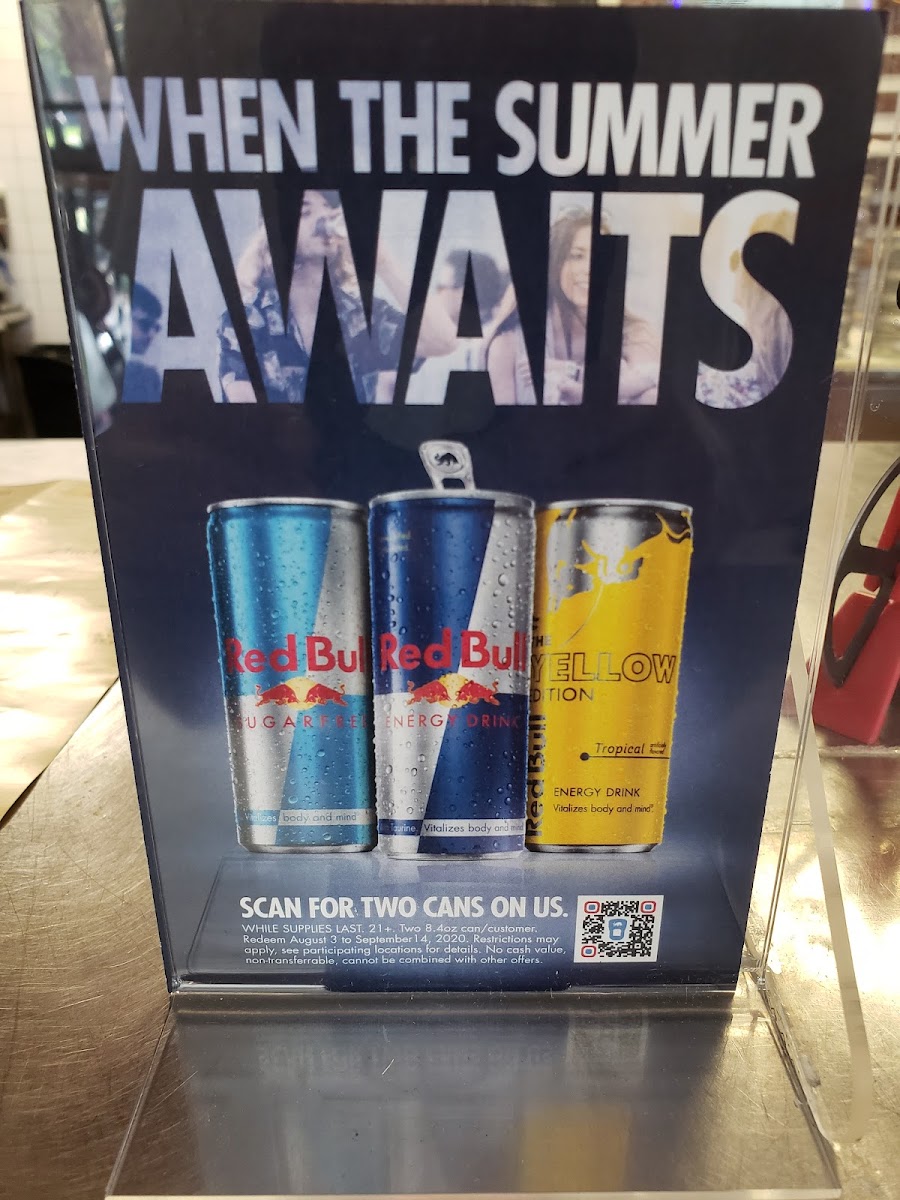 WHEN THE SUMMER
AWAITS
Red Bul
SUGARFREE
Vitalizes body and mind
Red Bull
ENERGY DRINK
Taurine. Vitalizes body and mind
THE
YELLOW
EDITION
Red Bull
Tropical
ENERGY DRINK
Vitalizes body and mind®.
SCAN FOR TWO CANS ON US.
WHILE SUPPLIES LAST. 21+. Two 8.4oz can/customer.
Redeem August 3 to September14, 2020. Restrictions may
apply, see participating locations for details. No cash value,
non-transferrable, cannot be combined with other offers.